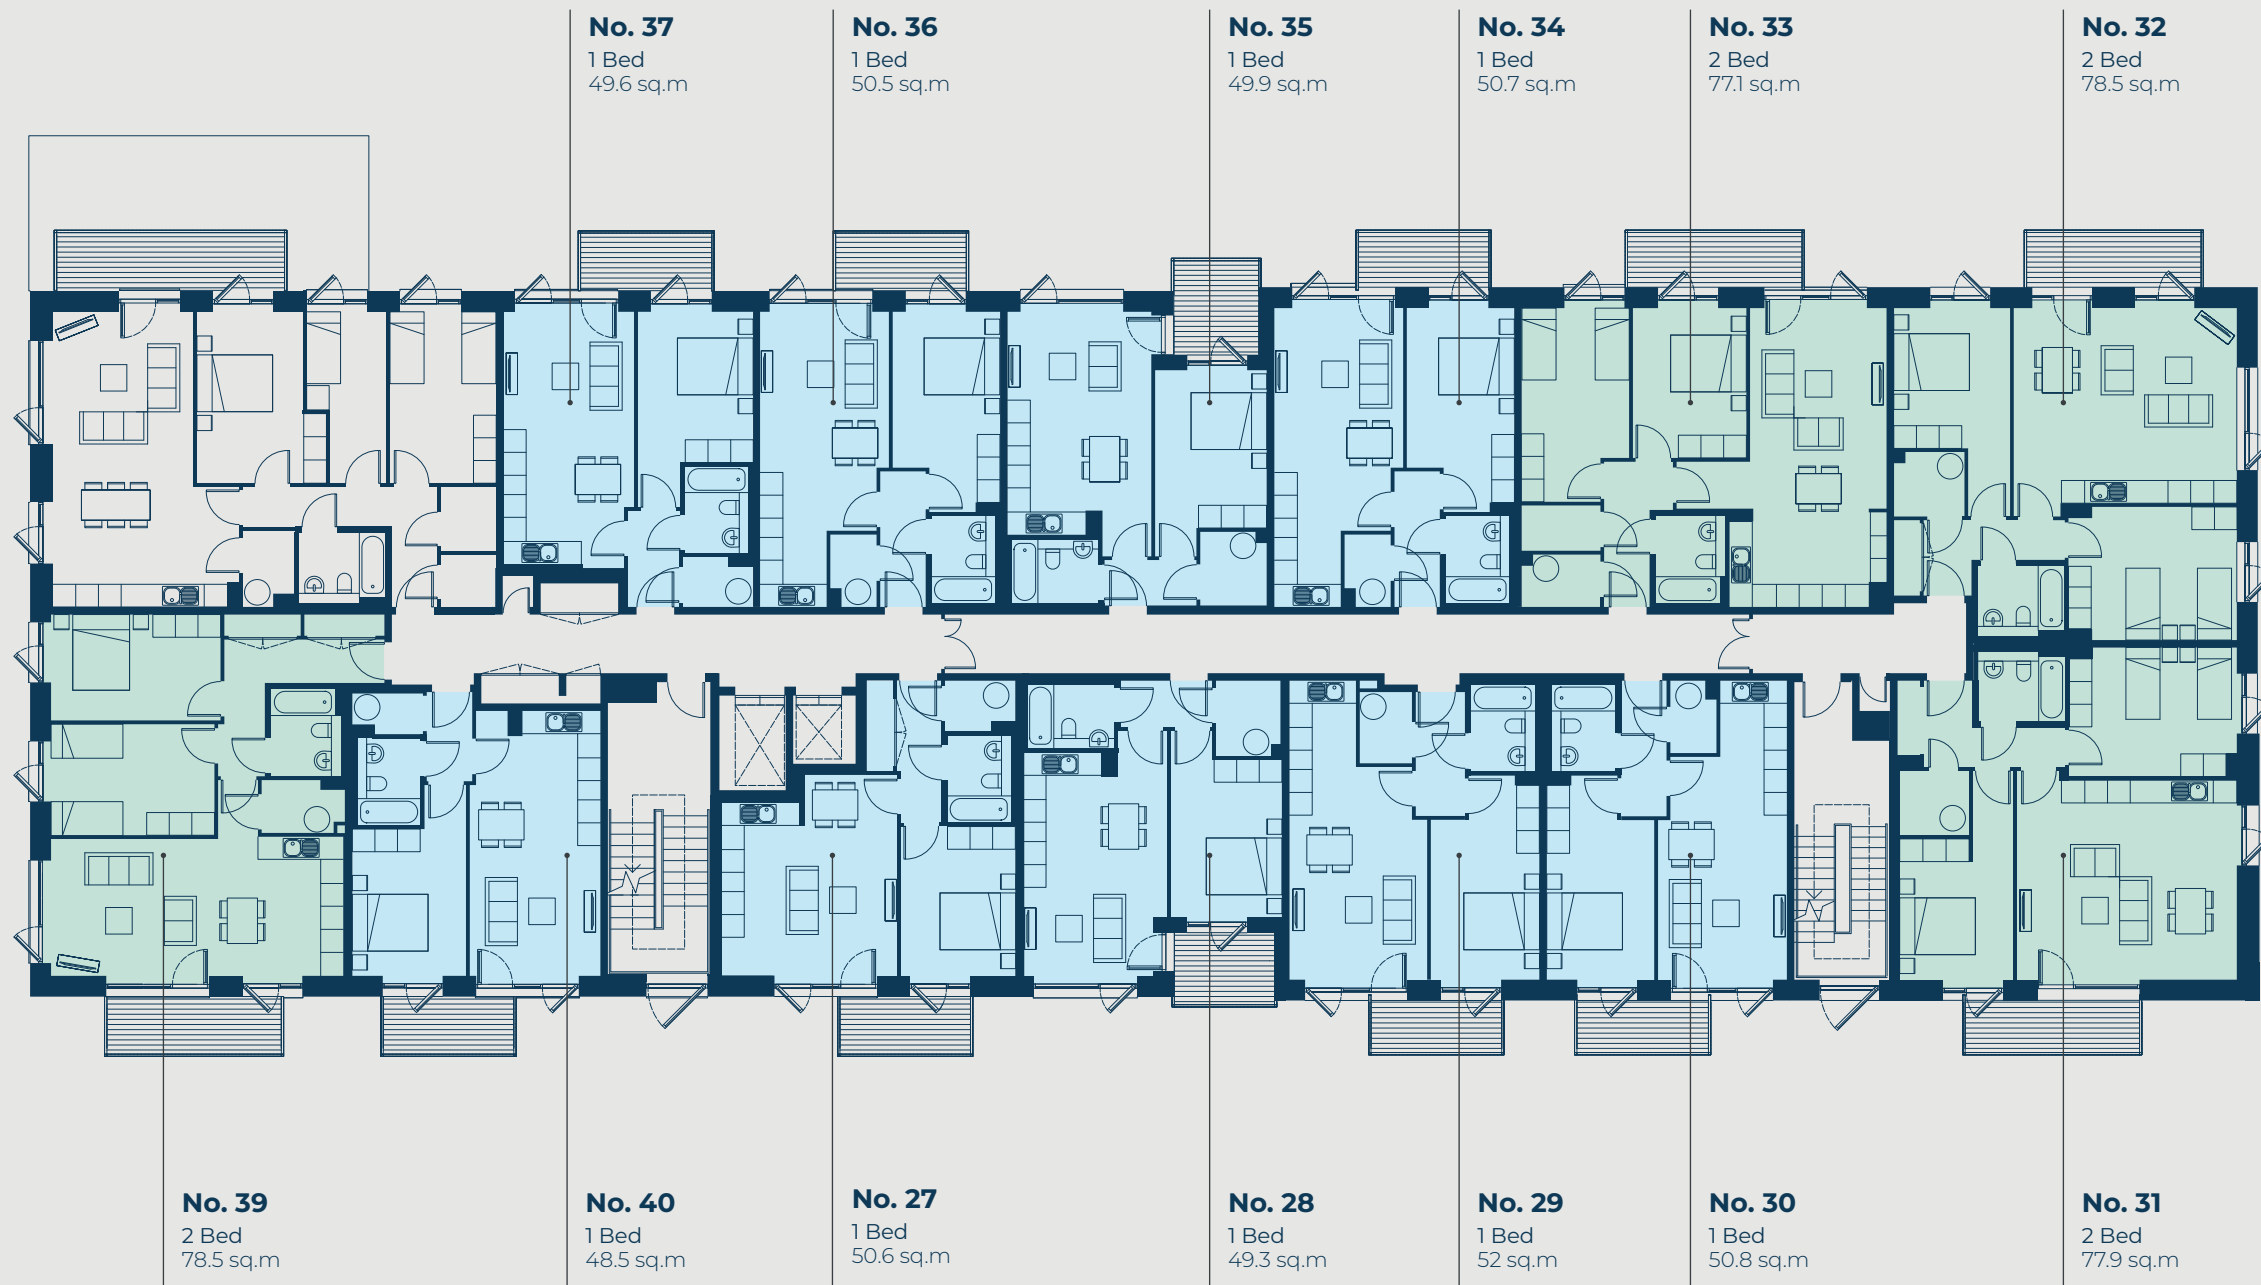 No. 37
1 Bed
49.6 sq.m
No. 36
1 Bed
50.5 sq.m
No. 35
1 Bed
49.9 sq.m
No. 34
1 Bed
50.7 sq.m
No. 33
2 Bed
77.1 sq.m
No. 32
2 Bed
78.5 sq.m
No. 39
2 Bed
78.5 sq.m
No. 40
1 Bed
48.5 sq.m
No. 27
1 Bed
50.6 sq.m
No. 28
1 Bed
49.3 sq.m
No. 29
1 Bed
52 sq.m
No. 30
1 Bed
50.8 sq.m
No. 31
2 Bed
77.9 sq.m